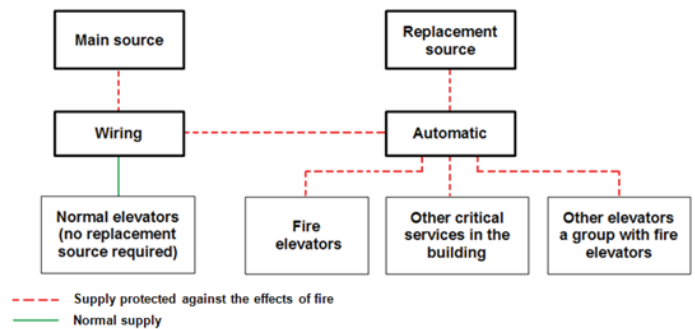 Main source
Replacement
source
Wiring
Automatic
Normal elevators
(no replacement
source required)
Fire
elevators
Other critical
services in the
building
Other elevators
a group with fire
elevators
Supply protected against the effects of fire
Normal supply